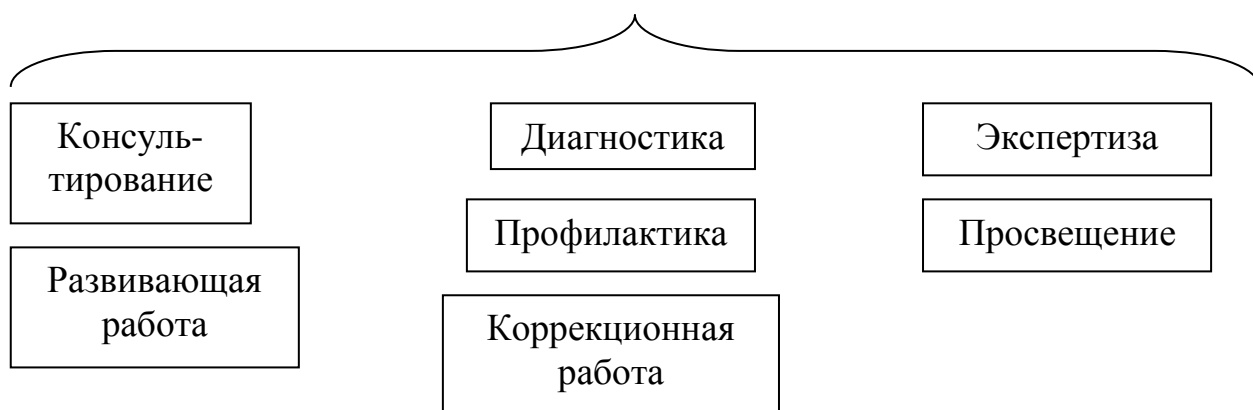 Консуль-
тирование
Диагностика
Экспертиза
Профилактика
Просвещение
Развивающая
работа
Коррекционная
работа